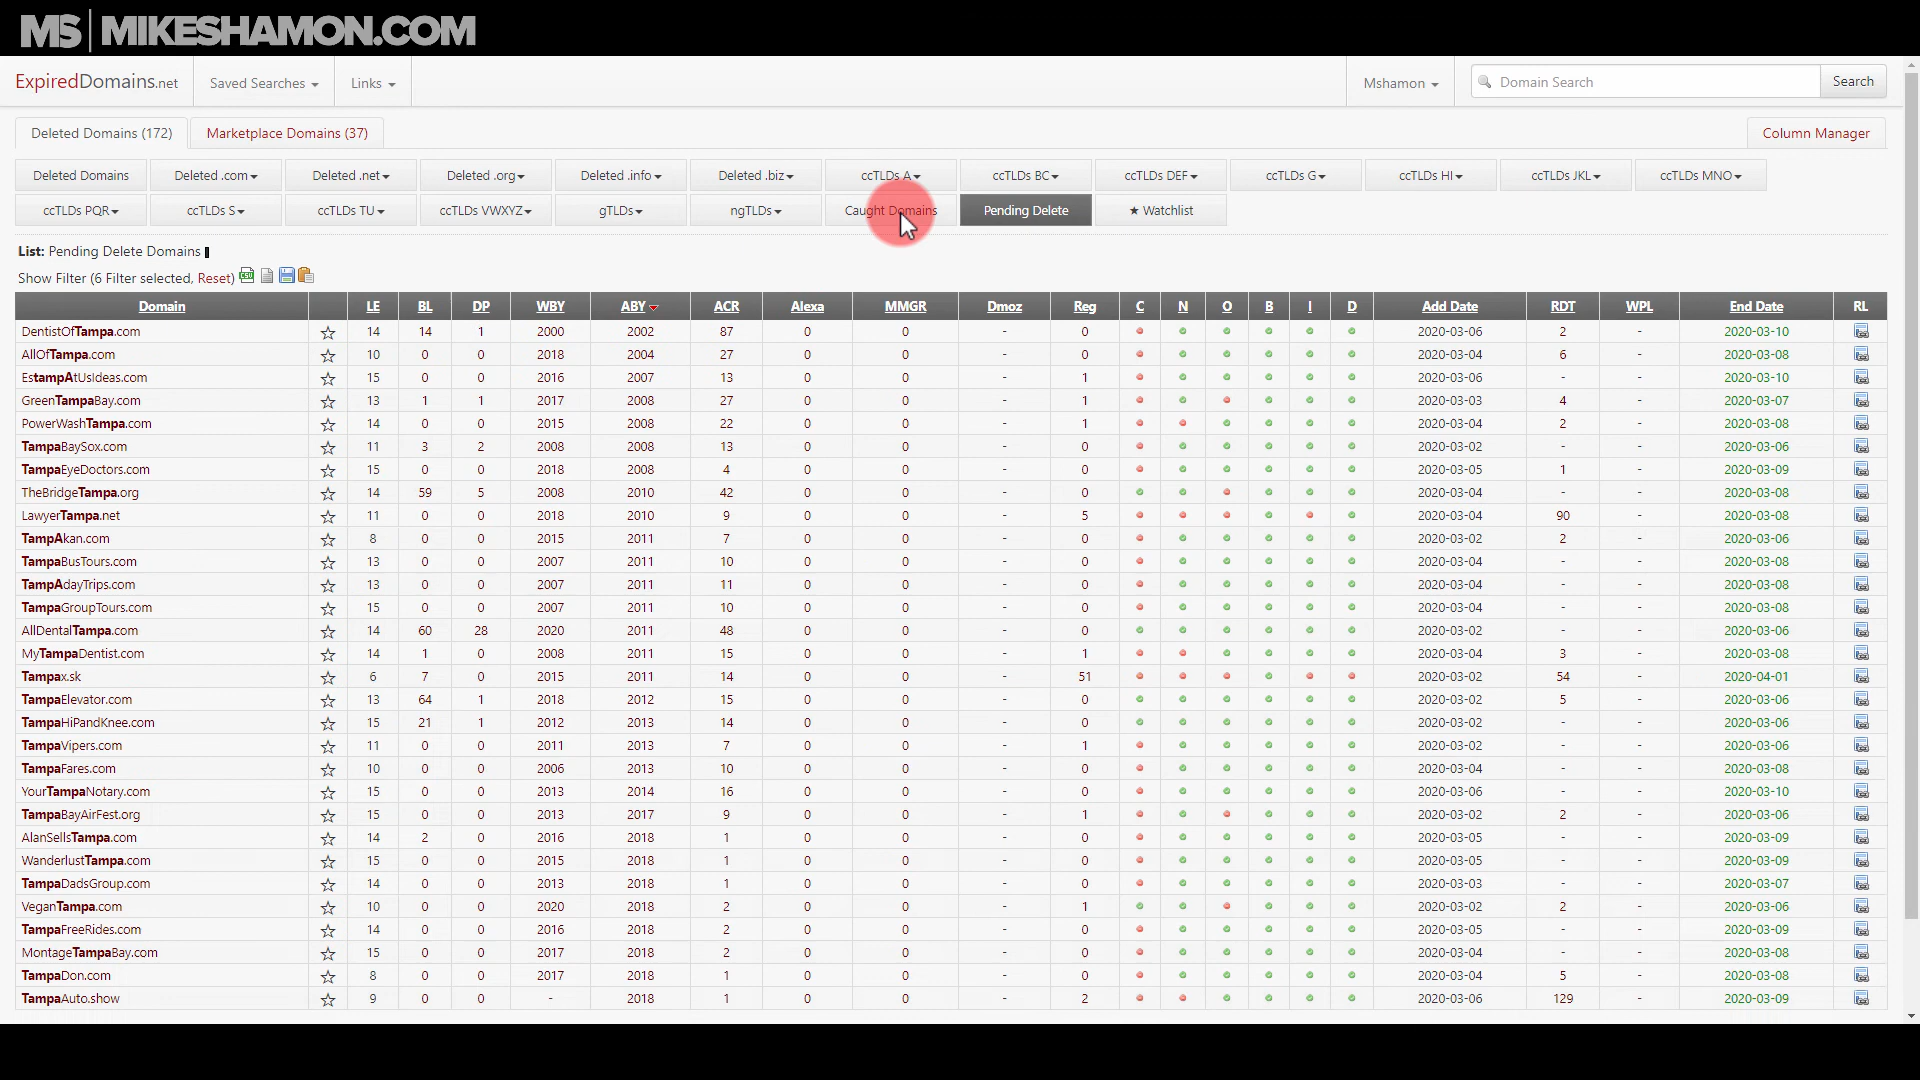 MS | MIKESHAMON.COM
ExpiredDomains.net Saved Searches Links Mshamon Domain Search Search
Deleted Domains (172) Marketplace Domains (37) Column Manager
Deleted Domains Deleted .com Deleted .net Deleted .org Deleted .info Deleted .biz ccTLDs A ccTLDs BC ccTLDs DEF ccTLDs G ccTLDs HI ccTLDs JKL ccTLDs MNO
ccTLDs PQR ccTLDs S ccTLDs TU ccTLDs VWXYZ gTLDs ngTLDs Caught Domains Pending Delete ★ Watchlist
List: Pending Delete Domains
Show Filter (6 Filter selected, Reset)
Domain LE BL DP WBY ABY ACR Alexa MMGR Dmoz Reg C N O B I D Add Date RDT WPL End Date RL
DentistOfTampa.com 14 14 1 2000 2002 87 0 0 - 0 2020-03-06 2 - 2020-03-10
AllOfTampa.com 10 0 0 2018 2004 27 0 0 - 0 2020-03-04 6 - 2020-03-08
EstampAtUsIdeas.com 15 0 0 2016 2007 13 0 0 - 1 2020-03-06 - - 2020-03-10
GreenTampaBay.com 13 1 1 2017 2008 27 0 0 - 1 2020-03-03 4 - 2020-03-07
PowerWashTampa.com 14 0 0 2015 2008 22 0 0 - 1 2020-03-04 2 - 2020-03-08
TampaBaySox.com 11 3 2 2008 2008 13 0 0 - 0 2020-03-02 - - 2020-03-06
TampaEyeDoctors.com 15 0 0 2018 2008 4 0 0 - 0 2020-03-05 1 - 2020-03-09
TheBridgeTampa.org 14 59 5 2008 2010 42 0 0 - 0 2020-03-04 - - 2020-03-08
LawyerTampa.net 11 0 0 2018 2010 9 0 0 - 5 2020-03-04 90 - 2020-03-08
TampAkan.com 8 0 0 2015 2011 7 0 0 - 0 2020-03-02 2 - 2020-03-06
TampaBusTours.com 13 0 0 2007 2011 10 0 0 - 0 2020-03-04 - - 2020-03-08
TampAdayTrips.com 13 0 0 2007 2011 11 0 0 - 0 2020-03-04 - - 2020-03-08
TampaGroupTours.com 15 0 0 2007 2011 10 0 0 - 0 2020-03-04 - - 2020-03-08
AllDentalTampa.com 14 60 28 2020 2011 48 0 0 - 0 2020-03-02 - - 2020-03-06
MyTampaDentist.com 14 1 0 2008 2011 15 0 0 - 1 2020-03-04 3 - 2020-03-08
Tampax.sk 6 7 0 2015 2011 14 0 0 - 51 2020-03-02 54 - 2020-04-01
TampaElevator.com 13 64 1 2018 2012 15 0 0 - 0 2020-03-02 5 - 2020-03-06
TampaHiPandKnee.com 15 21 1 2012 2013 14 0 0 - 0 2020-03-02 - - 2020-03-06
TampaVipers.com 11 0 0 2011 2013 7 0 0 - 1 2020-03-02 - - 2020-03-06
TampaFares.com 10 0 0 2006 2013 10 0 0 - 0 2020-03-04 - - 2020-03-08
YourTampaNotary.com 15 0 0 2013 2014 16 0 0 - 0 2020-03-06 - - 2020-03-10
TampaBayAirFest.org 15 0 0 2013 2017 9 0 0 - 1 2020-03-02 2 - 2020-03-06
AlanSellsTampa.com 14 2 0 2016 2018 1 0 0 - 0 2020-03-05 - - 2020-03-09
WanderlustTampa.com 15 0 0 2015 2018 1 0 0 - 0 2020-03-05 - - 2020-03-09
TampaDadsGroup.com 14 0 0 2013 2018 1 0 0 - 0 2020-03-03 - - 2020-03-07
VeganTampa.com 10 0 0 2020 2018 2 0 0 - 1 2020-03-02 2 - 2020-03-06
TampaFreeRides.com 14 0 0 2016 2018 2 0 0 - 0 2020-03-05 - - 2020-03-09
MontageTampaBay.com 15 0 0 2017 2018 2 0 0 - 0 2020-03-04 - - 2020-03-08
TampaDon.com 8 0 0 2017 2018 1 0 0 - 0 2020-03-04 5 - 2020-03-08
TampaAuto.show 9 0 0 - 2018 1 0 0 - 2 2020-03-06 129 - 2020-03-09